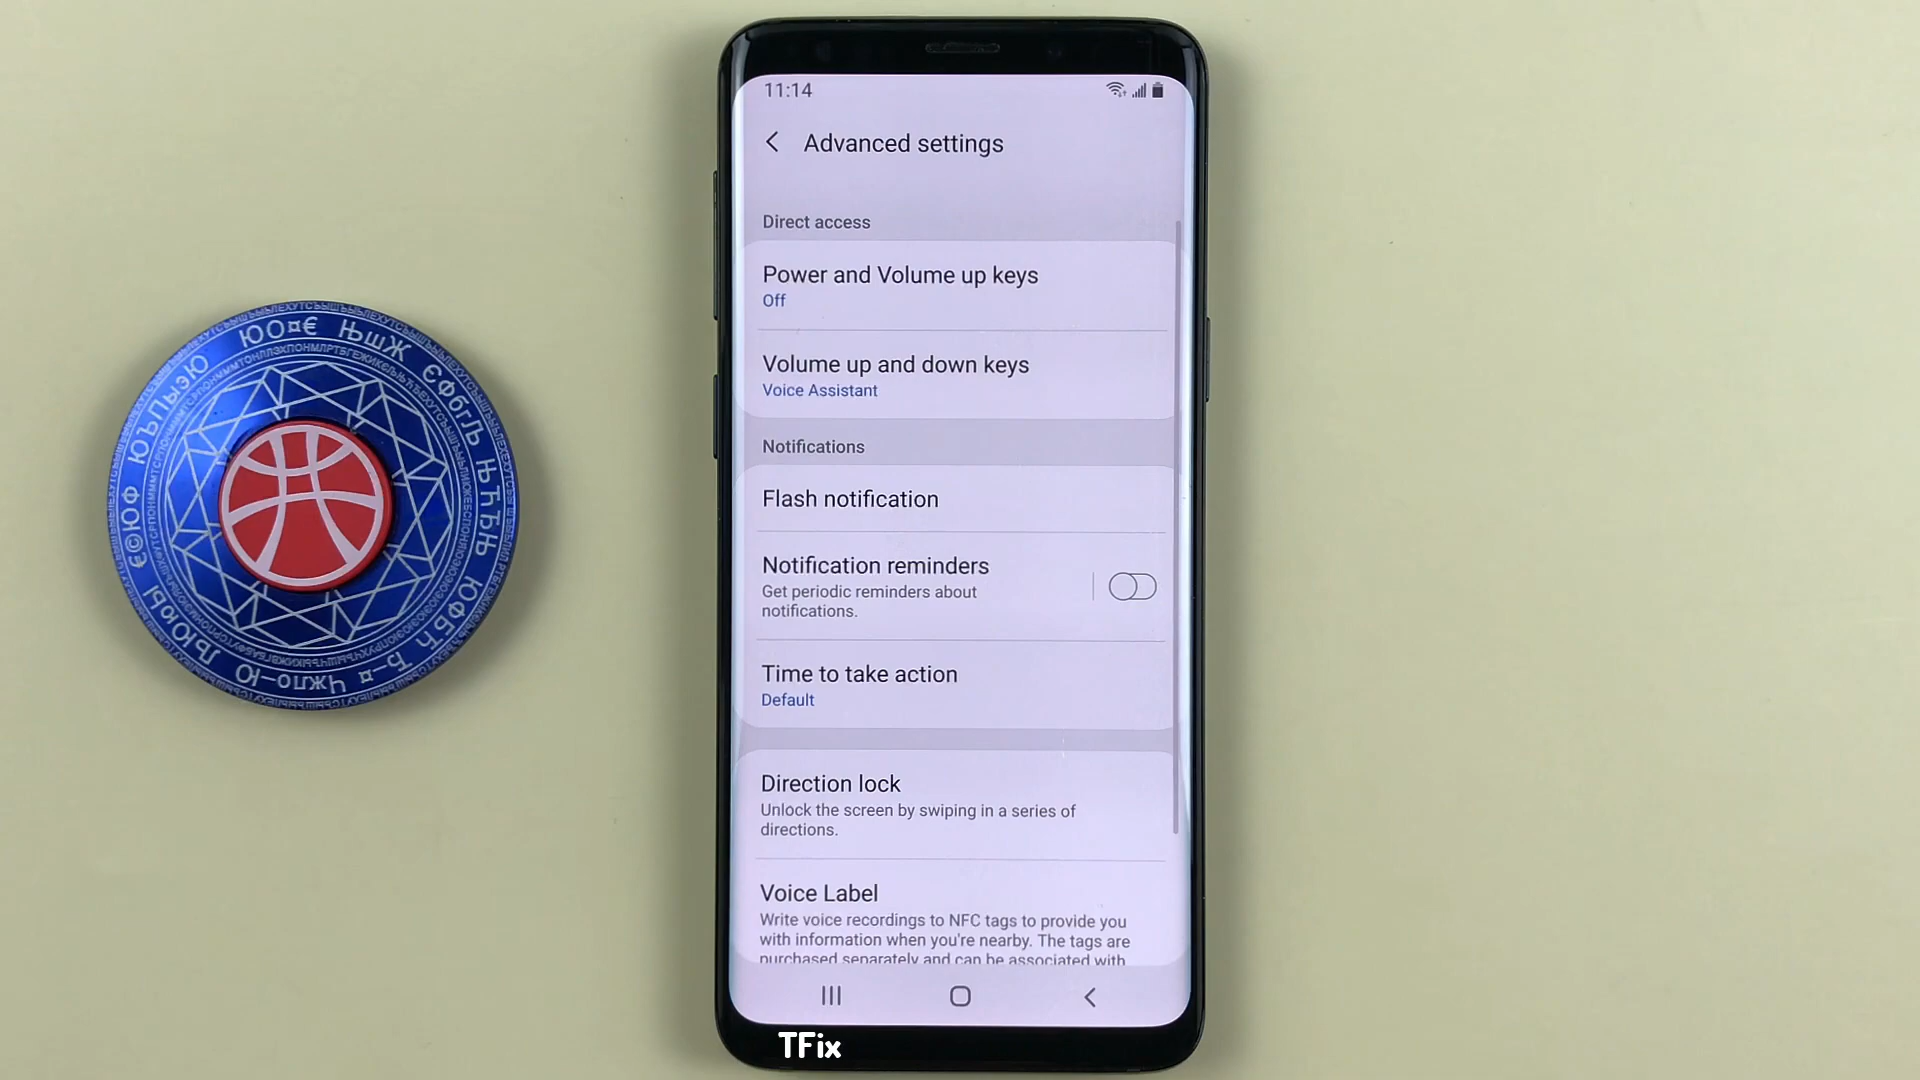 11:14
Advanced settings
Direct access
Power and Volume up keys
Off
Volume up and down keys
Voice Assistant
Notifications
Flash notification
Notification reminders
Get periodic reminders about
notifications.
Time to take action
Default
Direction lock
Unlock the screen by swiping in a series of
directions.
Voice Label
Write voice recordings to NFC tags to provide you
with information when you're nearby. The tags are
purchased separately and can be associated with
TFix